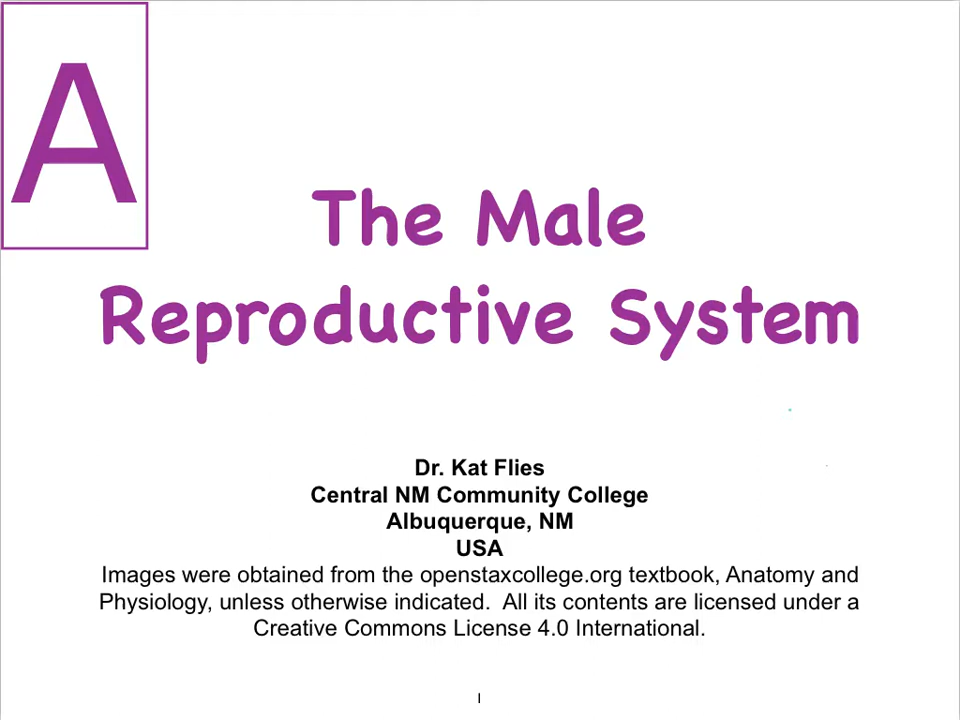 A
The Male
Reproductive System
Dr. Kat Flies
Central NM Community College
Albuquerque, NM
USA
Images were obtained from the openstaxcollege.org textbook, Anatomy and
Physiology, unless otherwise indicated.  All its contents are licensed under a
Creative Commons License 4.0 International.
1